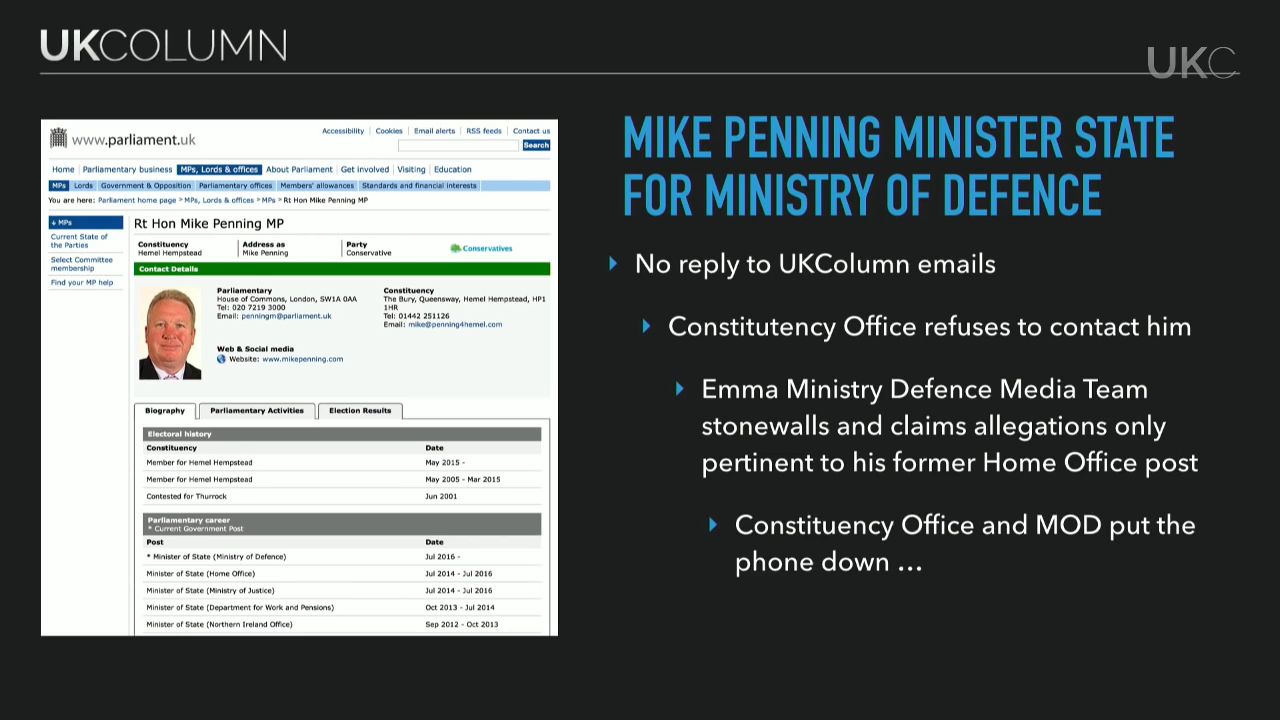 UKCOLUMN
UKC
www.parliament.uk
Accessibility | Cookies | Email alerts | RSS feeds | Contact us
Search
Home | Parliamentary business | MPs, Lords & offices | About Parliament | Get involved | Visiting | Education
MPs | Lords | Government & Opposition | Parliamentary offices | Members' allowances | Standards and financial interests
You are here: Parliament home page > MPs, Lords & offices > MPs > Rt Hon Mike Penning MP
MPs
Current State of
the Parties
Select Committee
membership
Find your MP help
Rt Hon Mike Penning MP
Constituency
Hemel Hempstead
Address as
Mike Penning
Party
Conservative
Conservatives
Contact Details
Parliamentary
House of Commons, London, SW1A 0AA
Tel: 020 7219 3000
Email: penningm@parliament.uk
Constituency
The Bury, Queensway, Hemel Hempstead, HP1
1HR
Tel: 01442 251126
Email: mike@penning4hemel.com
Web & Social media
Website: www.mikepenning.com
Biography
Parliamentary Activities
Election Results
Electoral history
Constituency Date
Member for Hemel Hempstead May 2015 -
Member for Hemel Hempstead May 2005 - Mar 2015
Contested for Thurrock Jun 2001
Parliamentary career
* Current Government Post
Post Date
* Minister of State (Ministry of Defence) Jul 2016 -
Minister of State (Home Office) Jul 2014 - Jul 2016
Minister of State (Ministry of Justice) Jul 2014 - Jul 2016
Minister of State (Department for Work and Pensions) Oct 2013 - Jul 2014
Minister of State (Northern Ireland Office) Sep 2012 - Oct 2013
MIKE PENNING MINISTER STATE
FOR MINISTRY OF DEFENCE
No reply to UKColumn emails
Constitutency Office refuses to contact him
Emma Ministry Defence Media Team
stonewalls and claims allegations only
pertinent to his former Home Office post
Constituency Office and MOD put the
phone down …